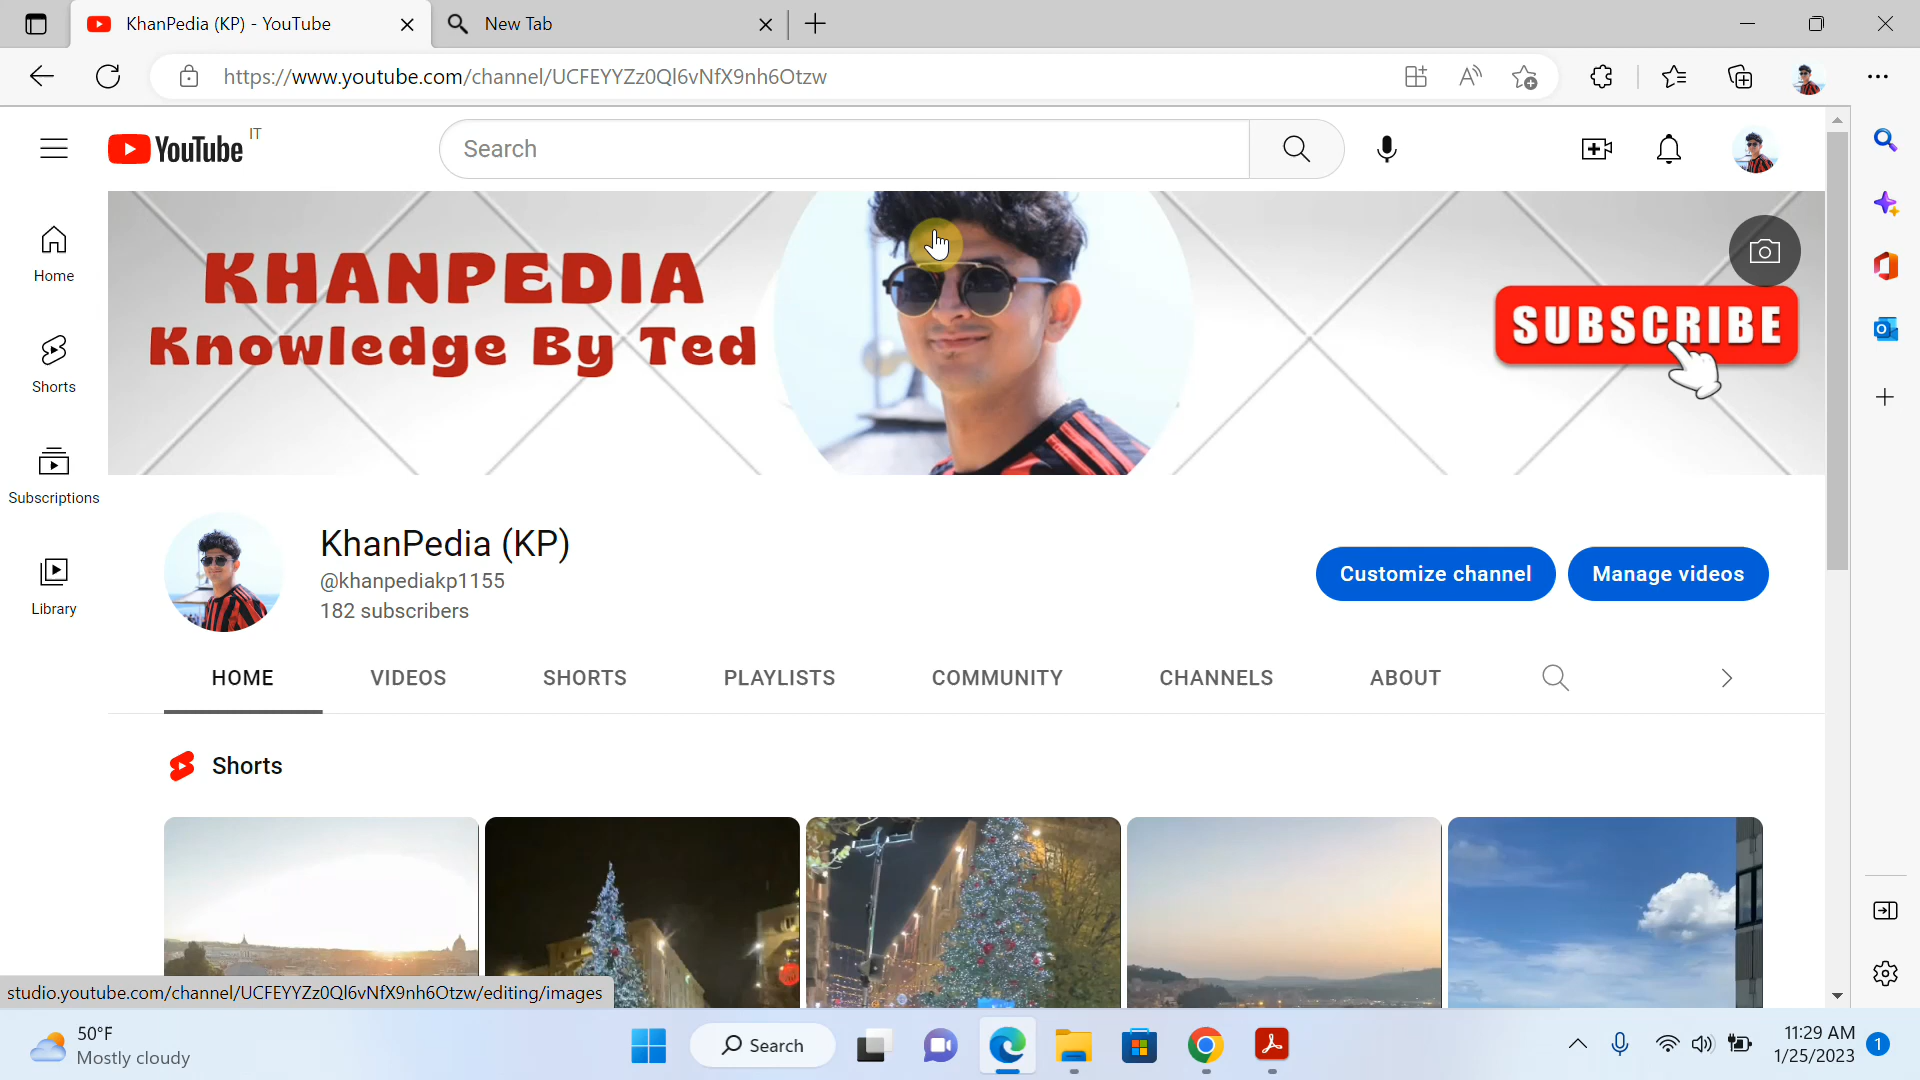 KhanPedia (KP) - YouTube
New Tab
https://www.youtube.com/channel/UCFEYYZz0Ql6vNfX9nh6Otzw
YouTube IT
Search
KHANPEDIA
Knowledge By Ted
SUBSCRIBE
Home
Shorts
Subscriptions
Library
KhanPedia (KP)
@khanpediakp1155
182 subscribers
Customize channel
Manage videos
HOME
VIDEOS
SHORTS
PLAYLISTS
COMMUNITY
CHANNELS
ABOUT
Shorts
studio.youtube.com/channel/UCFEYYZz0Ql6vNfX9nh6Otzw/editing/images
50°F
Mostly cloudy
Search
11:29 AM
1/25/2023
1